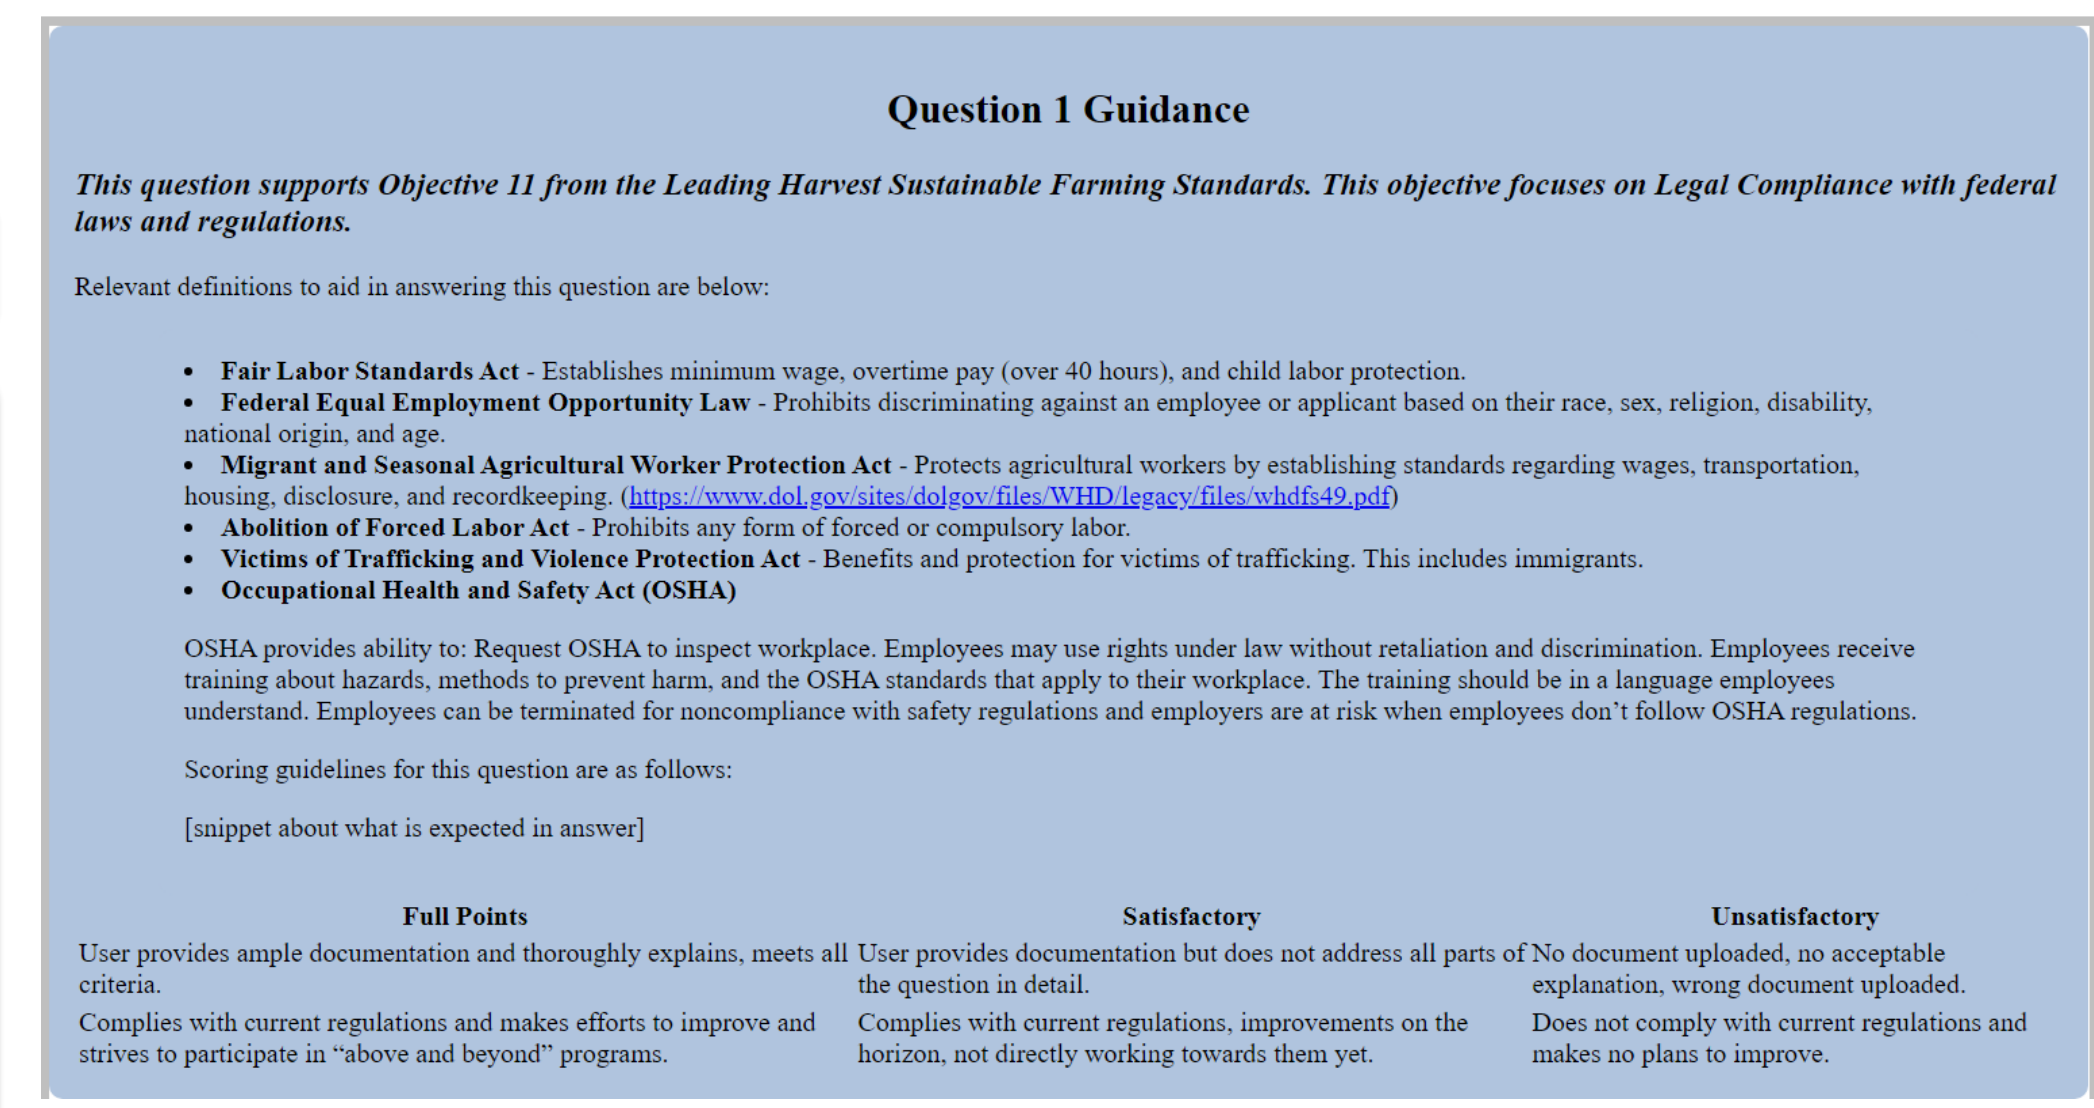 Question 1 Guidance
This question supports Objective 11 from the Leading Harvest Sustainable Farming Standards. This objective focuses on Legal Compliance with federal
laws and regulations.
Relevant definitions to aid in answering this question are below:
• Fair Labor Standards Act - Establishes minimum wage, overtime pay (over 40 hours), and child labor protection.
• Federal Equal Employment Opportunity Law - Prohibits discriminating against an employee or applicant based on their race, sex, religion, disability,
national origin, and age.
• Migrant and Seasonal Agricultural Worker Protection Act - Protects agricultural workers by establishing standards regarding wages, transportation,
housing, disclosure, and recordkeeping. (https://www.dol.gov/sites/dolgov/files/WHD/legacy/files/whdfs49.pdf)
• Abolition of Forced Labor Act - Prohibits any form of forced or compulsory labor.
• Victims of Trafficking and Violence Protection Act - Benefits and protection for victims of trafficking. This includes immigrants.
• Occupational Health and Safety Act (OSHA)
OSHA provides ability to: Request OSHA to inspect workplace. Employees may use rights under law without retaliation and discrimination. Employees receive
training about hazards, methods to prevent harm, and the OSHA standards that apply to their workplace. The training should be in a language employees
understand. Employees can be terminated for noncompliance with safety regulations and employers are at risk when employees don’t follow OSHA regulations.
Scoring guidelines for this question are as follows:
[snippet about what is expected in answer]
Full Points Satisfactory Unsatisfactory
User provides ample documentation and thoroughly explains, meets all User provides documentation but does not address all parts of No document uploaded, no acceptable
criteria. the question in detail. explanation, wrong document uploaded.
Complies with current regulations and makes efforts to improve and Complies with current regulations, improvements on the Does not comply with current regulations and
strives to participate in “above and beyond” programs. horizon, not directly working towards them yet. makes no plans to improve.